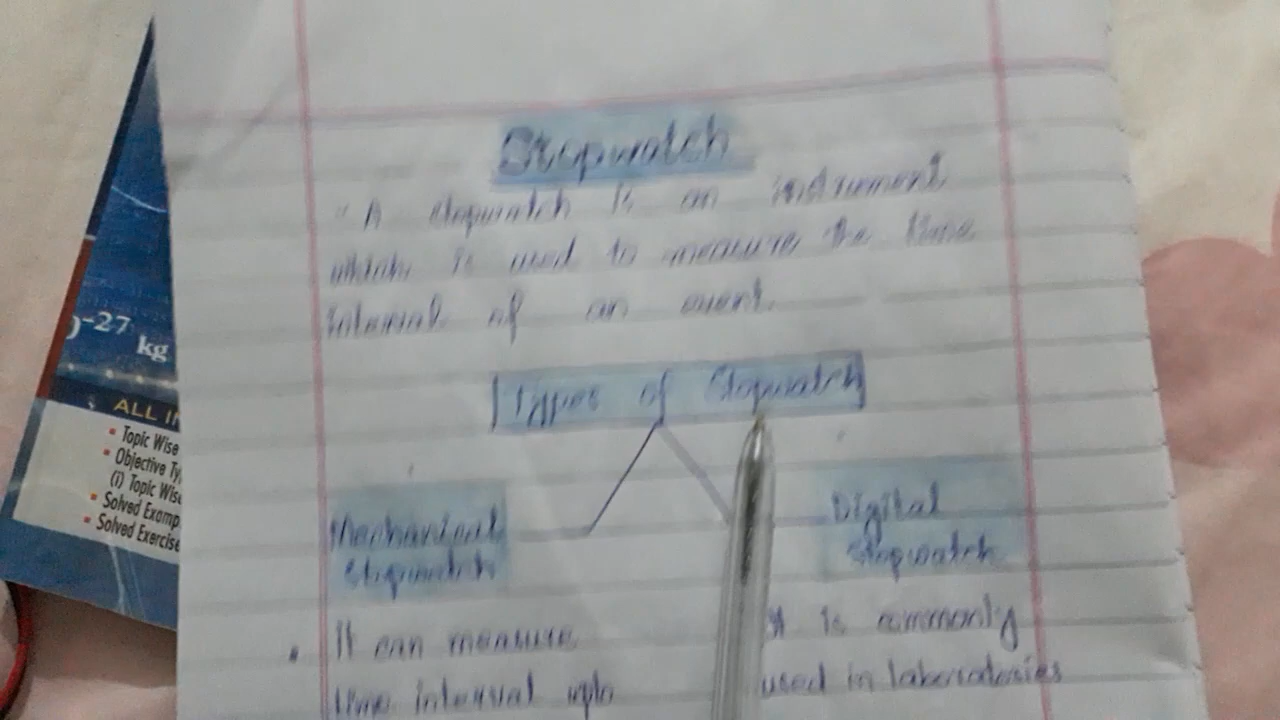 Stopwatch
A stopwatch is an instrument
which is used to measure the time
interval of an event.
Types of Stopwatch
Mechanical
Stopwatch
Digital
Stopwatch
It can measure
time interval upto
It is commonly
used in laboratories
-27
kg
ALL I
• Topic Wise
• Objective Ty
(i) Topic Wise
• Solved Examp
• Solved Exercise